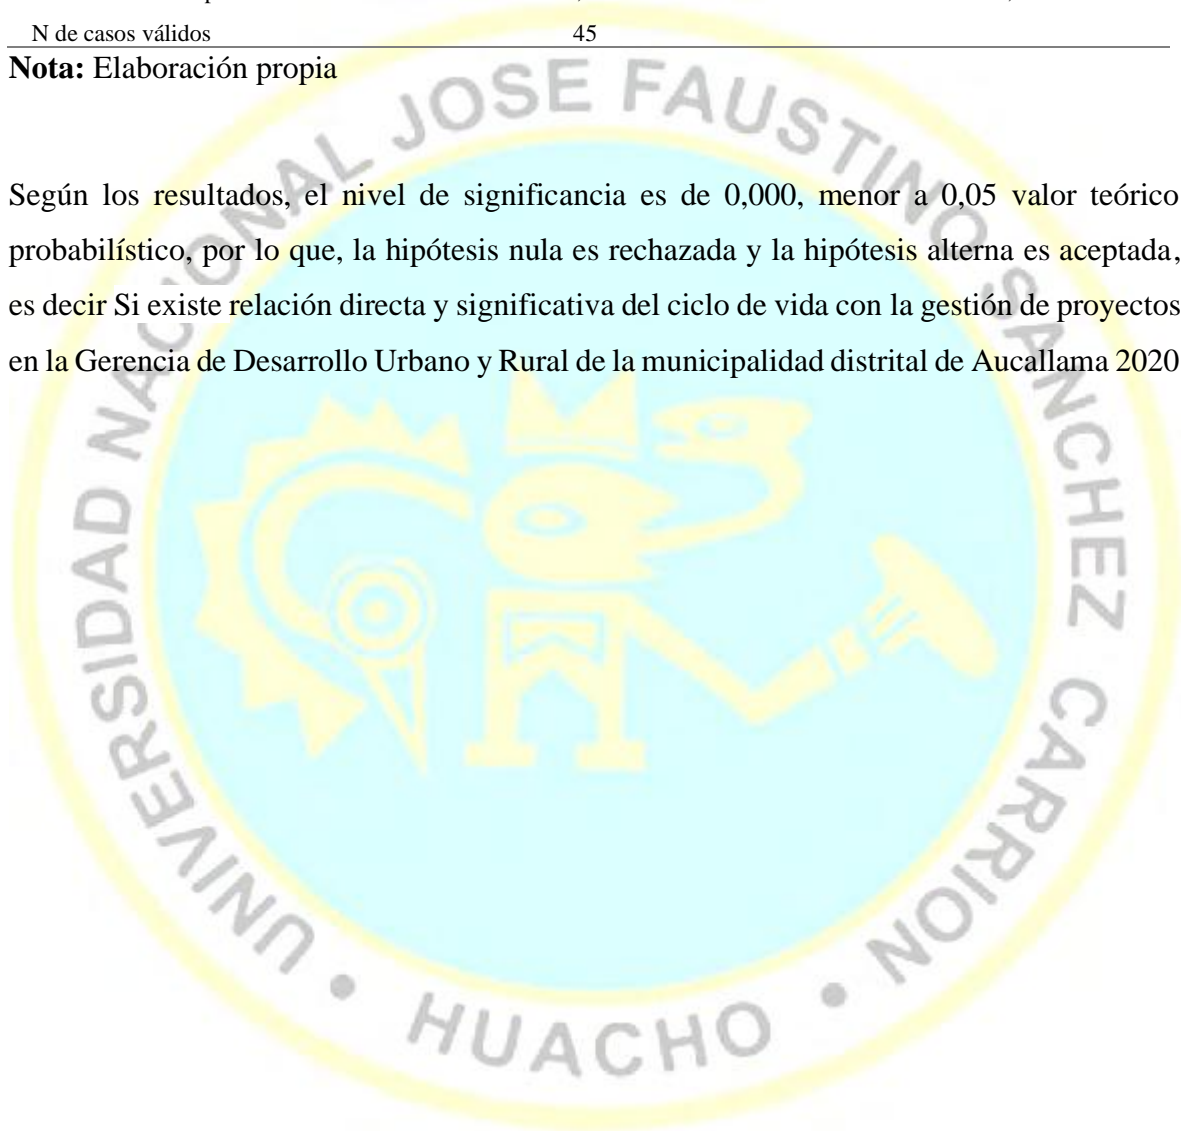 N de casos válidos 45
Nota: Elaboración propia
Según los resultados, el nivel de significancia es de 0,000, menor a 0,05 valor teórico
probabilístico, por lo que, la hipótesis nula es rechazada y la hipótesis alterna es aceptada,
es decir Si existe relación directa y significativa del ciclo de vida con la gestión de proyectos
en la Gerencia de Desarrollo Urbano y Rural de la municipalidad distrital de Aucallama 2020
UNIVERSIDAD NACIONAL JOSE FAUSTINO SANCHEZ CARRION
• HUACHO •